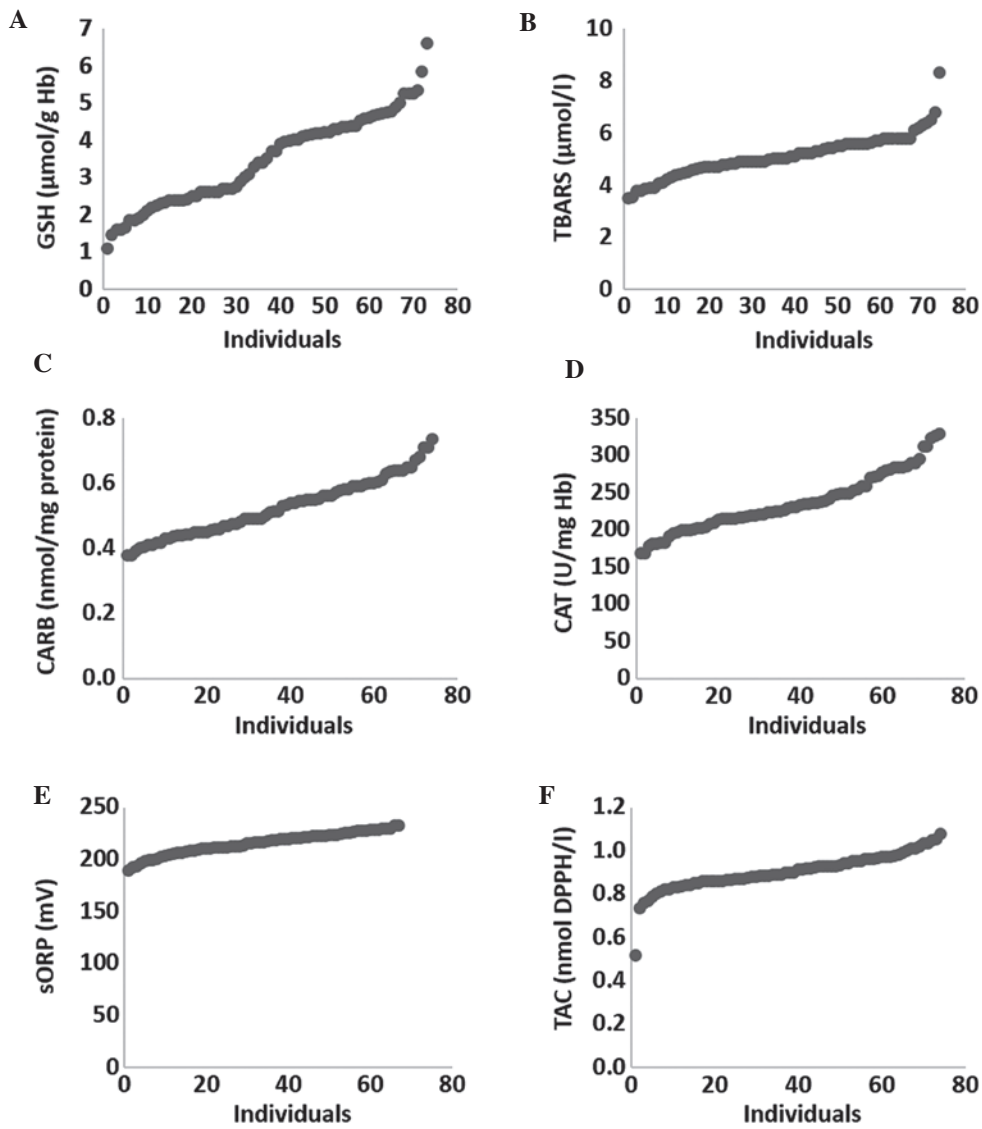 A
GSH (μmol/g Hb)
7
6
5
4
3
2
1
0
0 10 20 30 40 50 60 70 80
Individuals
B
TBARS (μmol/l)
10
8
6
4
2
0
0 10 20 30 40 50 60 70 80
Individuals
C
CARB (nmol/mg protein)
0.8
0.6
0.4
0.2
0.0
0 20 40 60 80
Individuals
D
CAT (U/mg Hb)
350
300
250
200
150
100
50
0
0 20 40 60 80
Individuals
E
sORP (mV)
250
200
150
100
50
0
0 20 40 60 80
Individuals
F
TAC (nmol DPPH/l)
1.2
1.0
0.8
0.6
0.4
0.2
0.0
0 20 40 60 80
Individuals